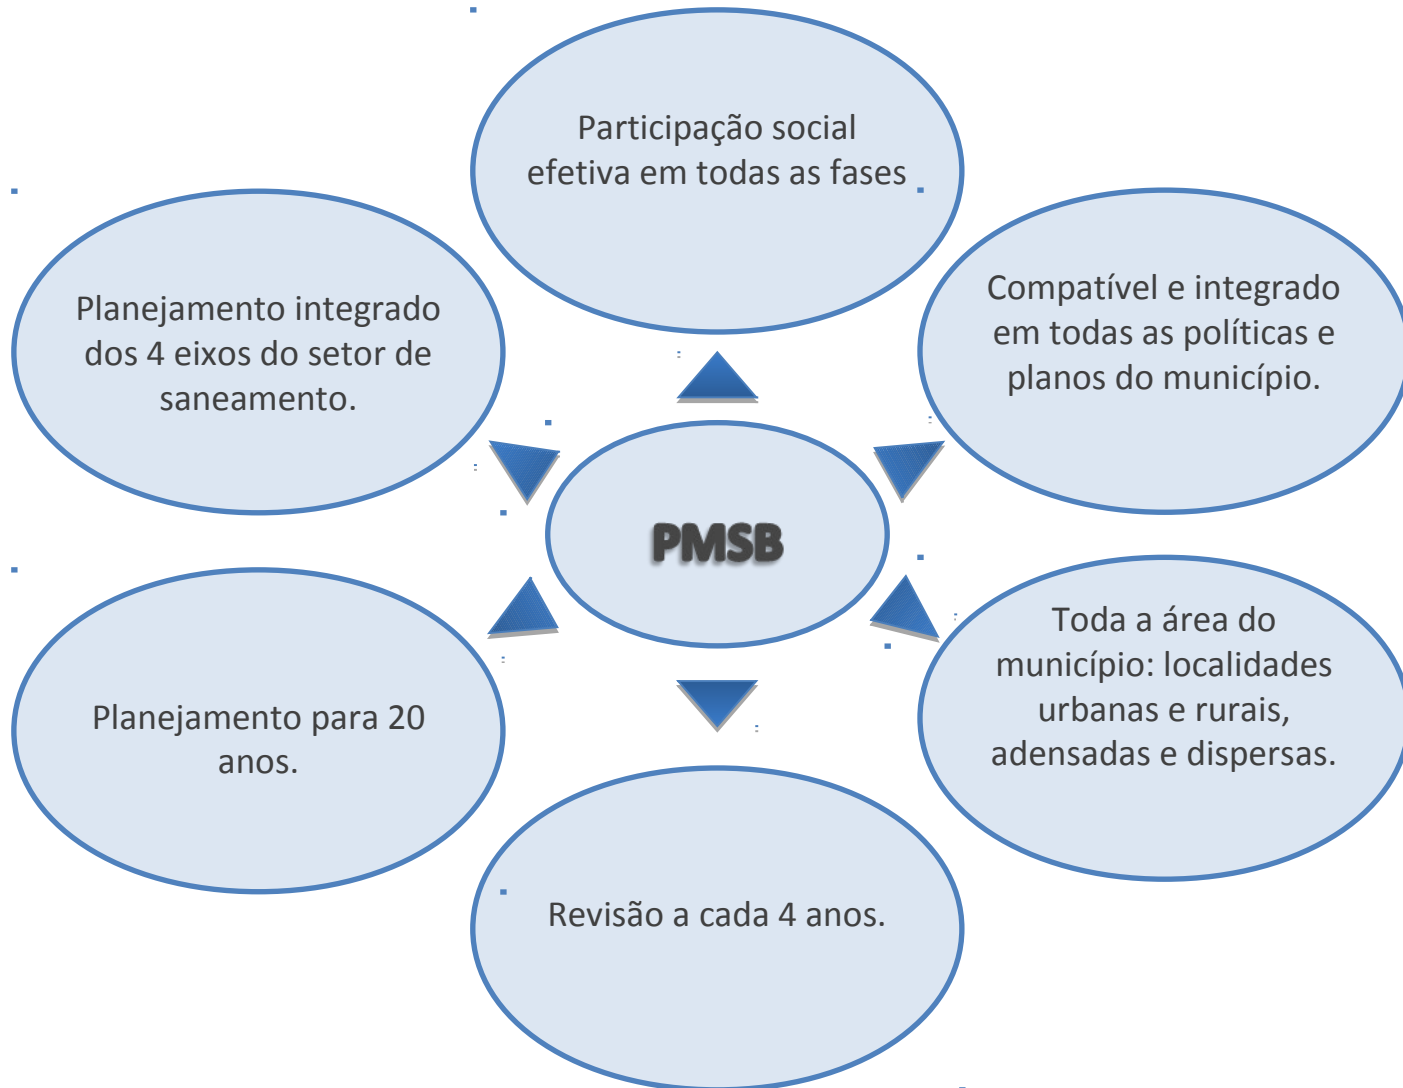 Participação social
efetiva em todas as fases
Planejamento integrado
dos 4 eixos do setor de
saneamento.
Compatível e integrado
em todas as políticas e
planos do município.
PMSB
Planejamento para 20
anos.
Toda a área do
município: localidades
urbanas e rurais,
adensadas e dispersas.
Revisão a cada 4 anos.